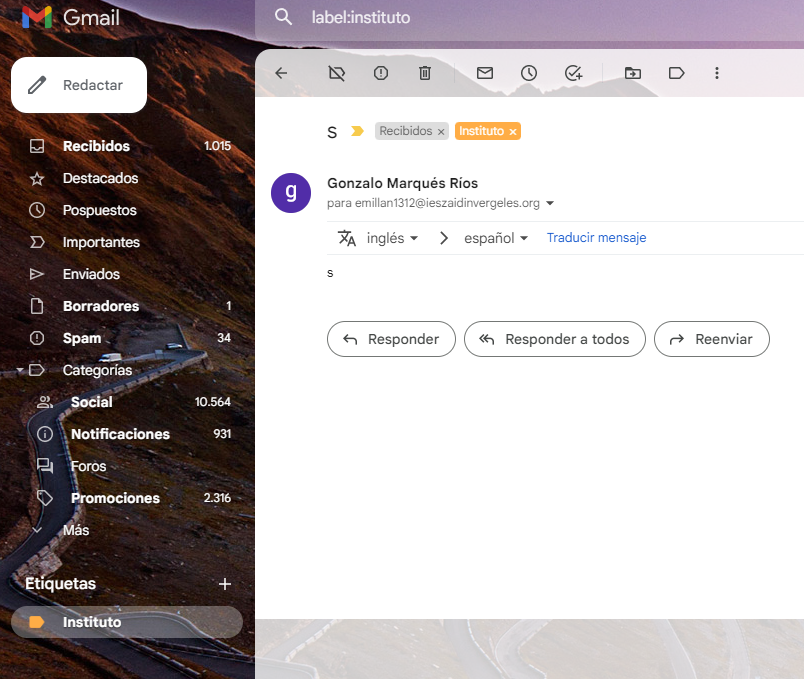 Gmail
label:instituto
Redactar
Recibidos 1.015
Destacados
Pospuestos
Importantes
Enviados
Borradores 1
Spam 34
Categorías
Social 10.564
Notificaciones 931
Foros
Promociones 2.316
Más
Etiquetas
Instituto
s Recibidos × Instituto ×
g
Gonzalo Marqués Ríos
para emillan1312@ieszaidinvergeles.org
inglés español Traducir mensaje
s
Responder Responder a todos Reenviar